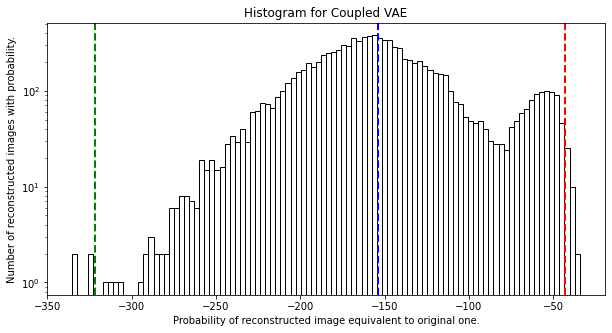 Histogram for Coupled VAE
Number of reconstructed images with probability.
10²
10¹
10⁰
−350 −300 −250 −200 −150 −100 −50
Probability of reconstructed image equivalent to original one.